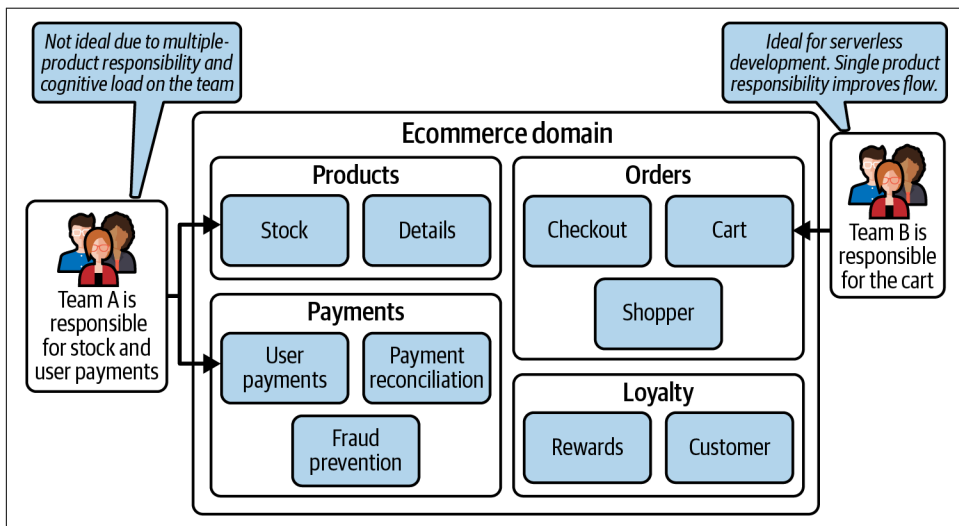 Not ideal due to multiple-
product responsibility and
cognitive load on the team
Ideal for serverless
development. Single product
responsibility improves flow.
Ecommerce domain
Products
Stock
Details
Orders
Checkout
Cart
Shopper
Team A is
responsible
for stock and
user payments
Team B is
responsible
for the cart
Payments
User
payments
Payment
reconciliation
Fraud
prevention
Loyalty
Rewards
Customer